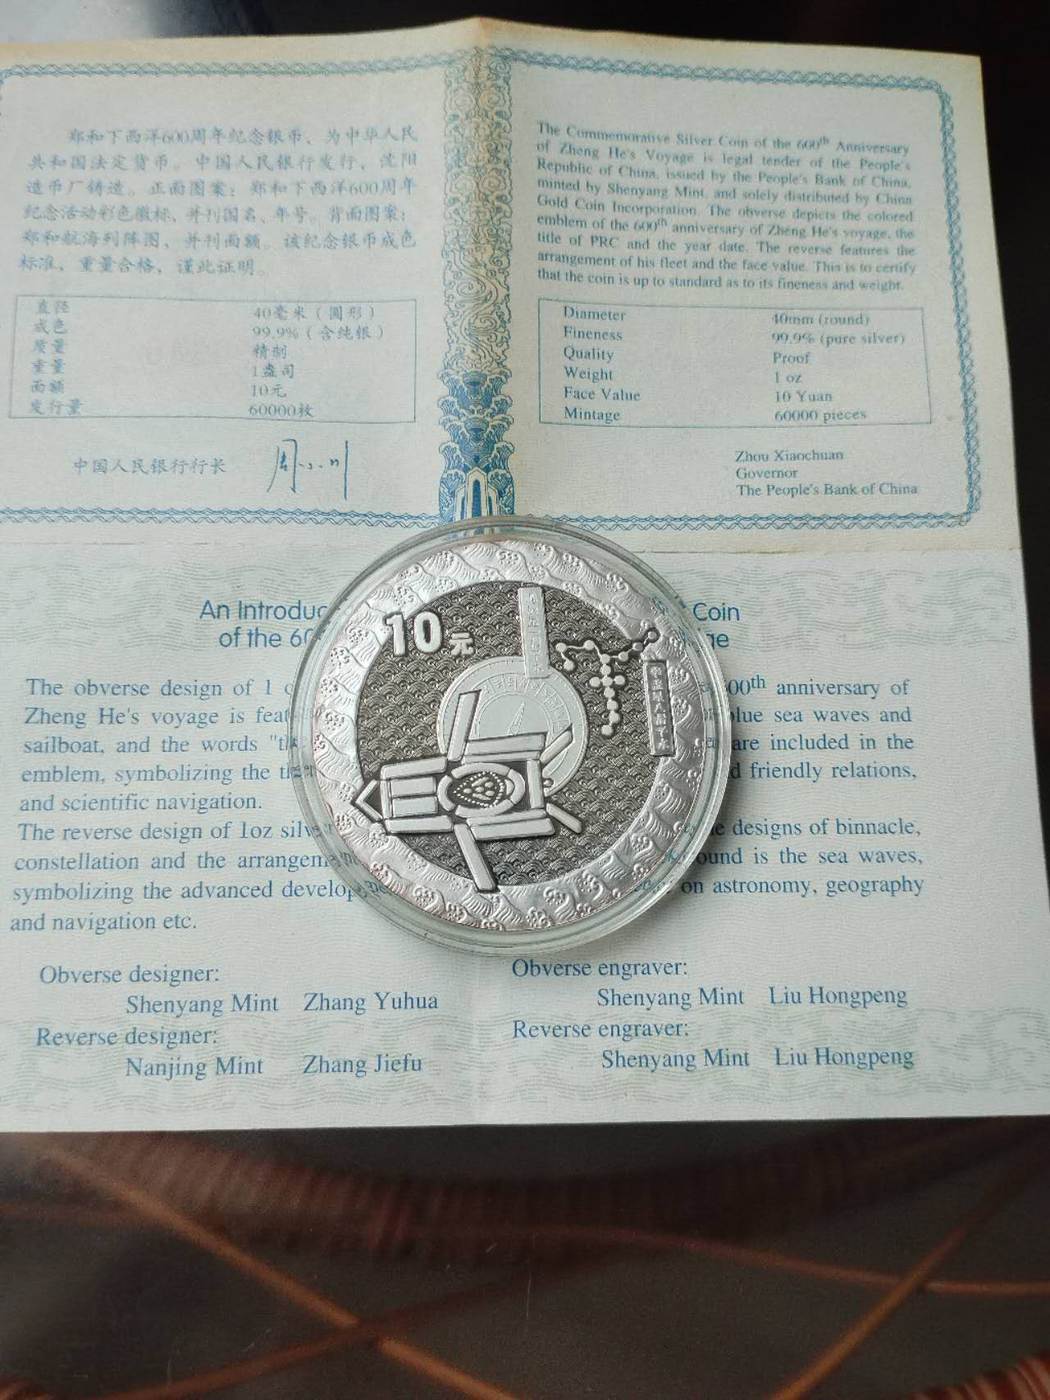 郑和下西洋600周年纪念银币，为中华人民
共和国法定货币。中国人民银行发行，沈阳
造币厂铸造。正面图案：郑和下西洋600周年
纪念活动彩色徽标，并刊国名、年号。背面图案：
郑和航海列阵图，并刊面额。该纪念银币成色
标准，重量合格，谨此证明。
直径 40毫米（圆形）
成色 99.9%（含纯银）
质量 精制
重量 1盎司
面额 10元
发行量 60000枚
中国人民银行行长 周小川
The Commemorative Silver Coin of the 600th Anniversary
of Zheng He's Voyage is legal tender of the People's
Republic of China, issued by the People's Bank of China,
minted by Shenyang Mint, and solely distributed by China
Gold Coin Incorporation. The obverse depicts the colored
emblem of the 600th anniversary of Zheng He's voyage, the
title of PRC and the year date. The reverse features the
arrangement of his fleet and the face value. This is to certify
that the coin is up to standard as to its fineness and weight.
Diameter 40mm (round)
Fineness 99.9% (pure silver)
Quality Proof
Weight 1 oz
Face Value 10 Yuan
Mintage 60000 pieces
Zhou Xiaochuan
Governor
The People's Bank of China
An Introduc Coin
of the 60 ge
10元
The obverse design of 1 00th anniversary of
Zheng He's voyage is feat lue sea waves and
sailboat, and the words "th are included in the
emblem, symbolizing the th d friendly relations,
and scientific navigation.
The reverse design of 1oz silve e designs of binnacle,
constellation and the arrangem ound is the sea waves,
symbolizing the advanced develop on astronomy, geography
and navigation etc.
Obverse designer: Obverse engraver:
Shenyang Mint Zhang Yuhua Shenyang Mint Liu Hongpeng
Reverse designer: Reverse engraver:
Nanjing Mint Zhang Jiefu Shenyang Mint Liu Hongpeng